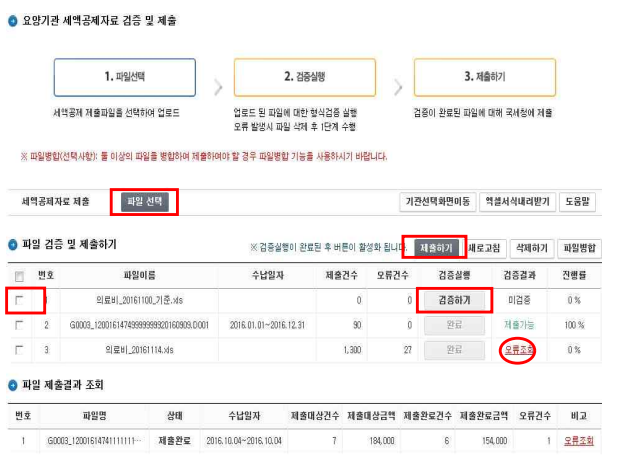 요양기관 세액공제자료 검증 및 제출
1. 파일선택
2. 검증실행
3. 제출하기
세액공제 제출파일을 선택하여 업로드
업로드 된 파일에 대한 형식검증 실행
오류 발생시 파일 삭제 후 1단계 수행
검증이 완료된 파일에 대해 국세청에 제출
※ 파일병합(선택사항): 둘 이상의 파일을 병합하여 제출하여야 할 경우 파일병합 기능을 사용하시기 바랍니다.
세액공제자료 제출 파일 선택 기관선택화면이동 엑셀서식내려받기 도움말
파일 검증 및 제출하기 ※ 검증실행이 완료된 후 버튼이 활성화 됩니다. 제출하기 새로고침 삭제하기 파일병합
번호 파일이름 수납일자 제출건수 오류건수 검증실행 검증결과 진행률
1 의료비_20161100_기준.xls 0 0 검증하기 미검증 0 %
2 G0003_1200161474999999920160909.D001 2016.01.01~2016.12.31 90 0 완료 제출가능 100 %
3 의료비_20161114.xls 1,300 27 완료 오류조회 0 %
파일 제출결과 조회
번호 파일명 상태 수납일자 제출대상건수 제출대상금액 제출완료건수 제출완료금액 오류건수 비고
1 G0003_12001614741111111··· 제출완료 2016.10.04~2016.10.04 7 184,000 6 154,000 1 오류조회